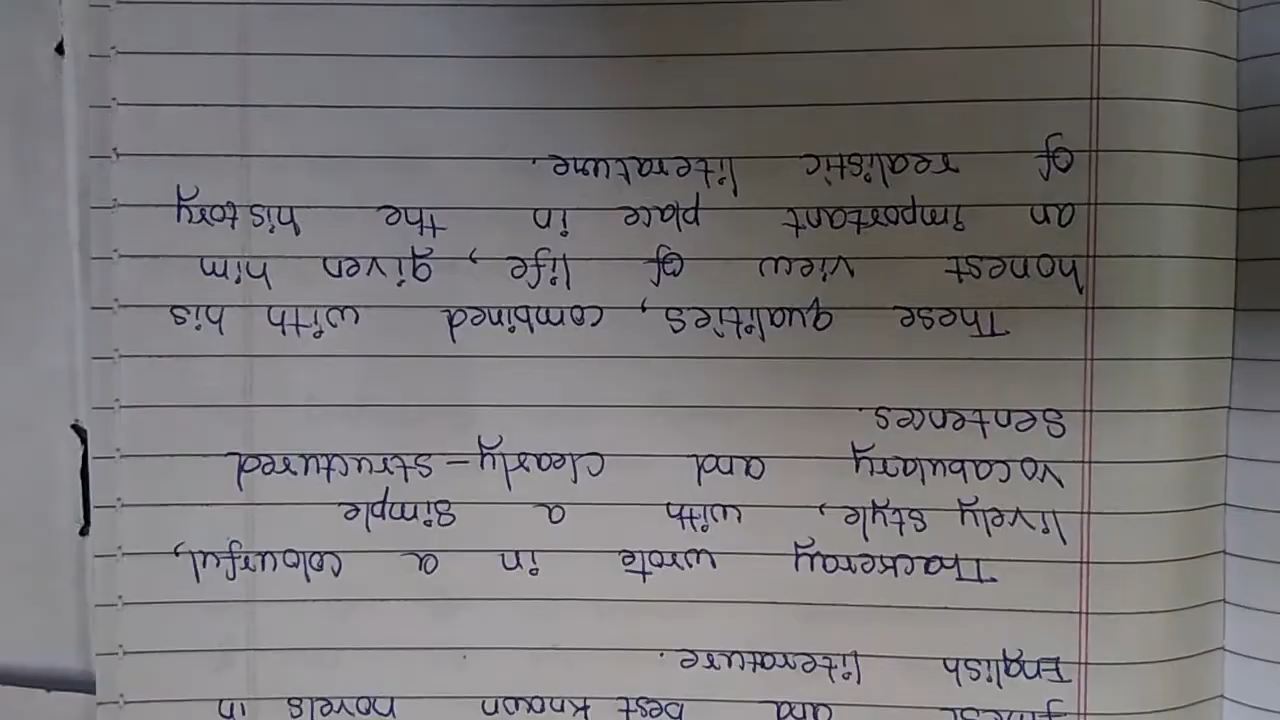 finest and best known novels in
English literature.
Thackeray wrote in a colourful,
lively style, with a simple
vocabulary and clearly-structured
sentences.
These qualities, combined with his
honest view of life, given him
an important place in the history
of realistic literature.